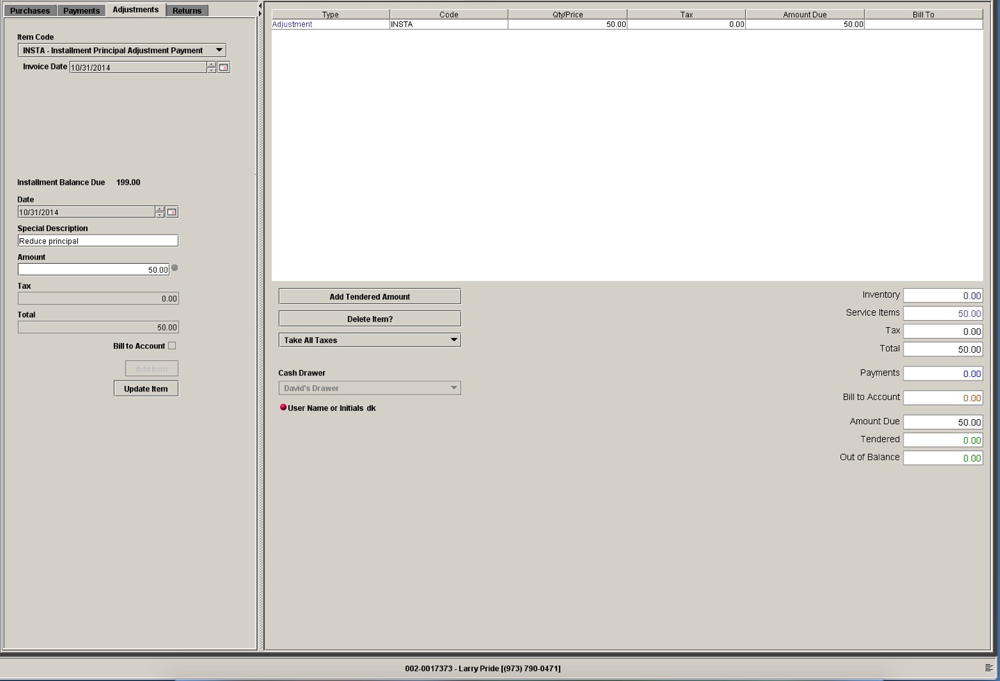 Purchases Payments Adjustments Returns
Item Code
INSTA - Installment Principal Adjustment Payment
Invoice Date 10/31/2014
Installment Balance Due 199.00
Date
10/31/2014
Special Description
Reduce principal
Amount
50.00
Tax
0.00
Total
50.00
Bill to Account
Add Item
Update Item
Type Code Qty/Price Tax Amount Due Bill To
Adjustment INSTA 50.00 0.00 50.00
Add Tendered Amount
Delete Item?
Take All Taxes
Cash Drawer
David's Drawer
User Name or Initials dk
Inventory 0.00
Service Items 50.00
Tax 0.00
Total 50.00
Payments 0.00
Bill to Account 0.00
Amount Due 50.00
Tendered 0.00
Out of Balance 0.00
002-0017373 - Larry Pride [(973) 790-0471]